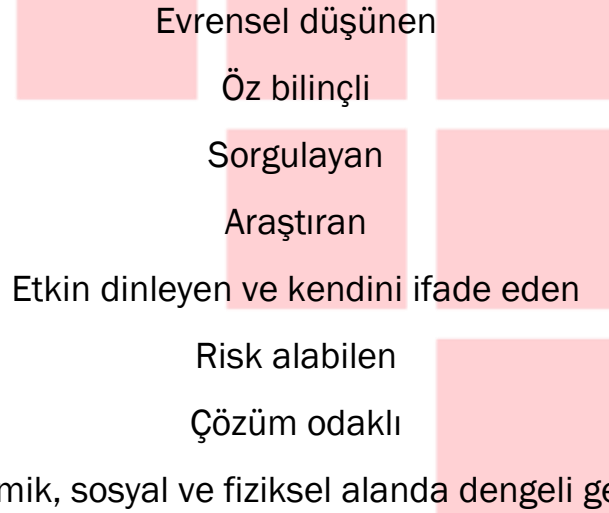 Evrensel düşünen
Öz bilinçli
Sorgulayan
Araştıran
Etkin dinleyen ve kendini ifade eden
Risk alabilen
Çözüm odaklı
sosyal ve fiziksel alanda dengeli